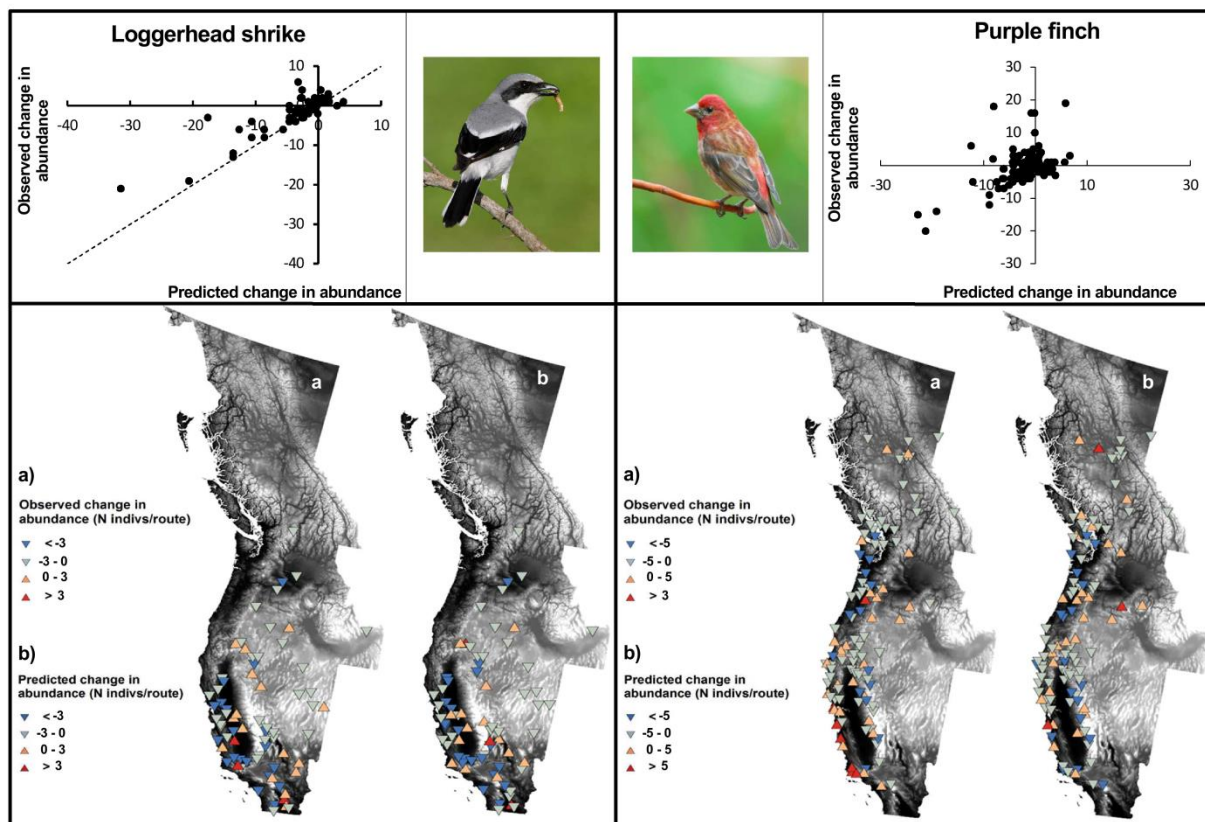 Loggerhead shrike
Observed change in
abundance
10
-40
-30
-20
-10
0
10
-10
-20
-30
-40
Predicted change in abundance
Purple finch
Observed change in
abundance
30
20
10
0
-30
-10
10
30
-10
-20
-30
Predicted change in abundance
a
b
a)
Observed change in
abundance (N indivs/route)
< -3
-3 - 0
0 - 3
> 3
b)
Predicted change in
abundance (N indivs/route)
< -3
-3 - 0
0 - 3
> 3
a
b
a)
Observed change in
abundance (N indivs/route)
< -5
-5 - 0
0 - 5
> 3
b)
Predicted change in
abundance (N indivs/route)
< -5
-5 - 0
0 - 5
> 5